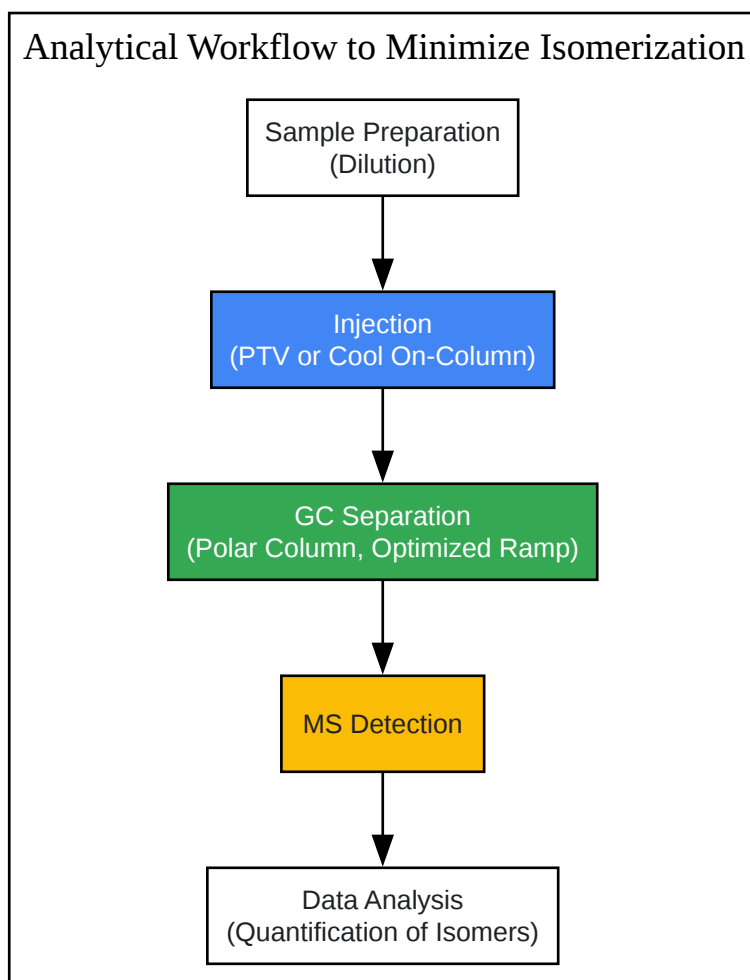 Analytical Workflow to Minimize Isomerization
Sample Preparation
(Dilution)
Injection
(PTV or Cool On-Column)
GC Separation
(Polar Column, Optimized Ramp)
MS Detection
Data Analysis
(Quantification of Isomers)